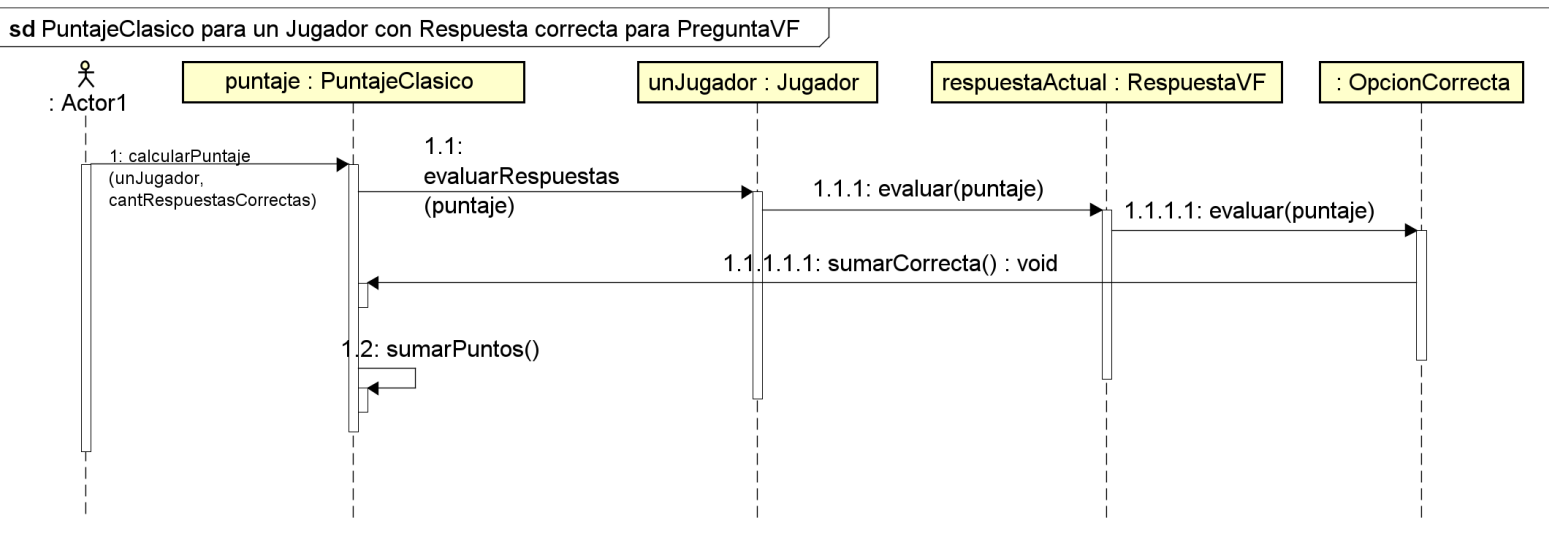 sd PuntajeClasico para un Jugador con Respuesta correcta para PreguntaVF
: Actor1
puntaje : PuntajeClasico
unJugador : Jugador
respuestaActual : RespuestaVF
: OpcionCorrecta
1: calcularPuntaje
(unJugador,
cantRespuestasCorrectas)
1.1:
evaluarRespuestas
(puntaje)
1.1.1: evaluar(puntaje)
1.1.1.1: evaluar(puntaje)
1.1.1.1.1: sumarCorrecta() : void
1.2: sumarPuntos()